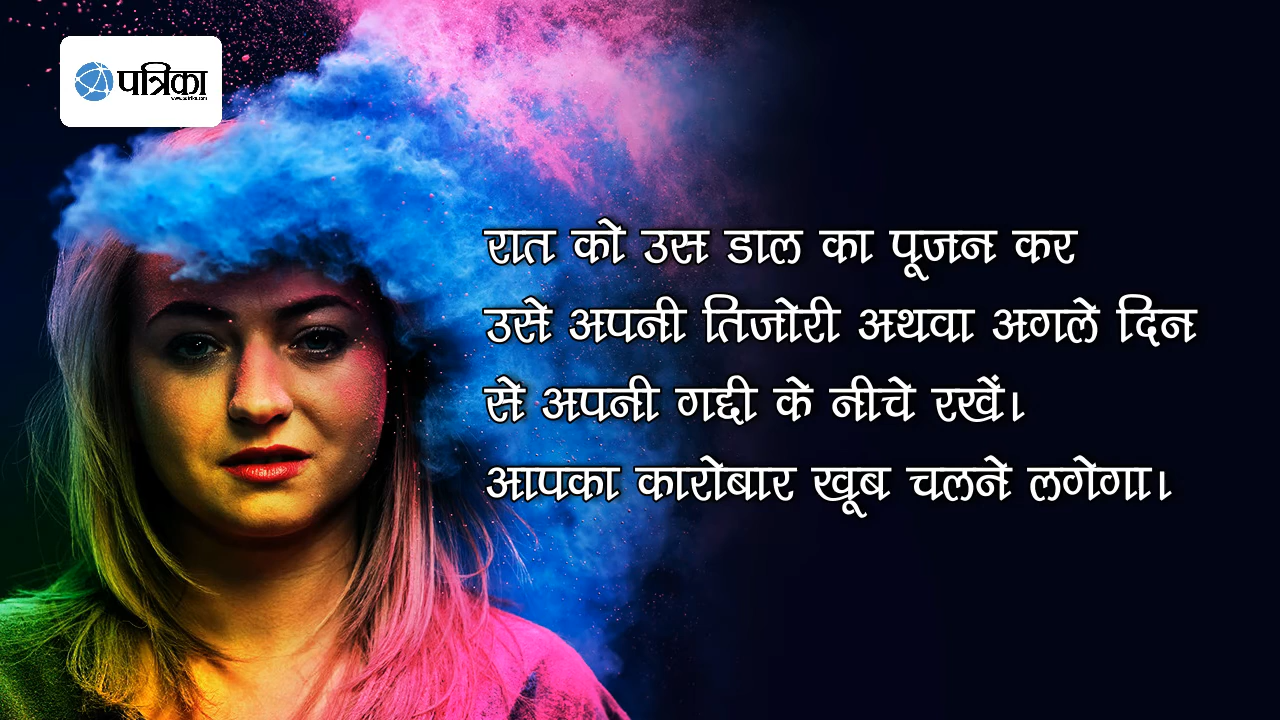 पत्रिका
रात को उस डाल का पूजन कर
उसे अपनी तिजोरी अथवा अगले दिन
से अपनी गद्दी के नीचे रखें।
आपका कारोबार खूब चलने लगेगा।